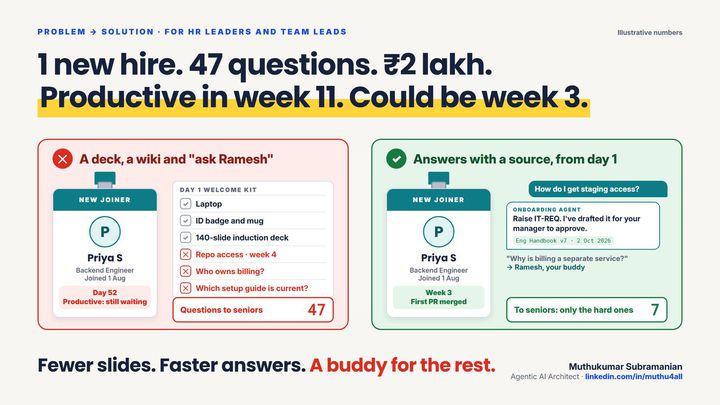 PROBLEM → SOLUTION · FOR HR LEADERS AND TEAM LEADS
Illustrative numbers
1 new hire. 47 questions. ₹2 lakh.
Productive in week 11. Could be week 3.
A deck, a wiki and "ask Ramesh"
NEW JOINER
P
Priya S
Backend Engineer
Joined 1 Aug
Day 52
Productive: still waiting
DAY 1 WELCOME KIT
Laptop
ID badge and mug
140-slide induction deck
Repo access · week 4
Who owns billing?
Which setup guide is current?
Questions to seniors 47
Answers with a source, from day 1
NEW JOINER
P
Priya S
Backend Engineer
Joined 1 Aug
Week 3
First PR merged
How do I get staging access?
ONBOARDING AGENT
Raise IT-REQ. I've drafted it for your
manager to approve.
Eng Handbook v7 · 2 Oct 2026
"Why is billing a separate service?"
→ Ramesh, your buddy
To seniors: only the hard ones 7
Fewer slides. Faster answers. A buddy for the rest.
Muthukumar Subramanian
Agentic AI Architect · linkedin.com/in/muthu4all